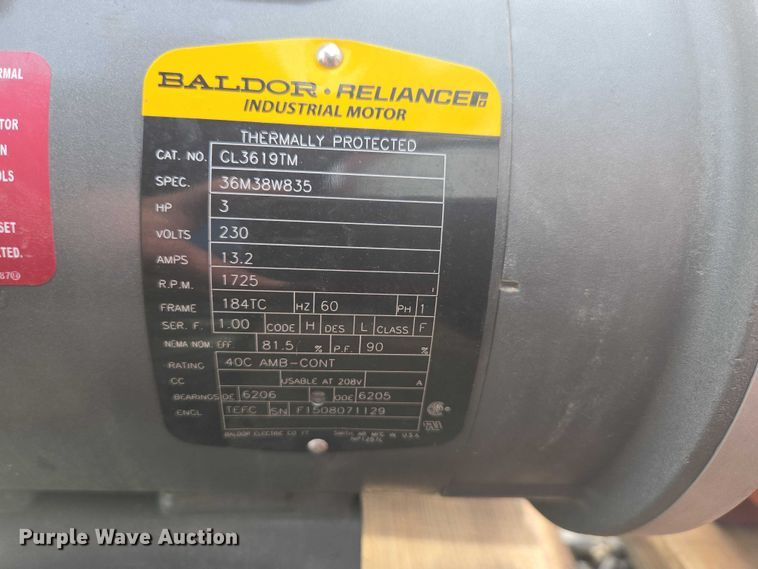 RMAL
TOR
N
OLS
SET
TED.
BALDOR · RELIANCE
INDUSTRIAL MOTOR
THERMALLY PROTECTED
CAT. NO. CL3619TM
SPEC. 36M38W835
HP 3
VOLTS 230
AMPS 13.2
R.P.M. 1725
FRAME 184TC HZ 60 PH 1
SER. F. 1.00 CODE H DES L CLASS F
NEMA NOM. EFF. 81.5 % P.F. 90 %
RATING 40C AMB-CONT
CC USABLE AT 208V A
BEARINGS DE 6206 ODE 6205
ENCL TEFC SN F1508071129
BALDOR ELECTRIC CO FT SMITH, AR MFG IN U.S.A.
Purple Wave Auction